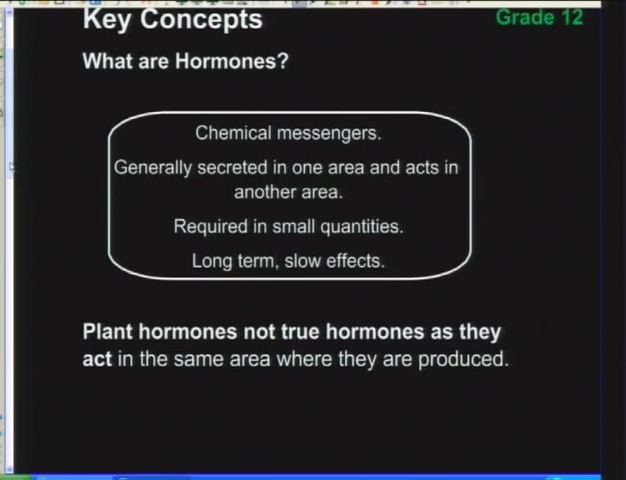 Key Concepts
Grade 12
What are Hormones?
Chemical messengers.
Generally secreted in one area and acts in
another area.
Required in small quantities.
Long term, slow effects.
Plant hormones not true hormones as they
act in the same area where they are produced.